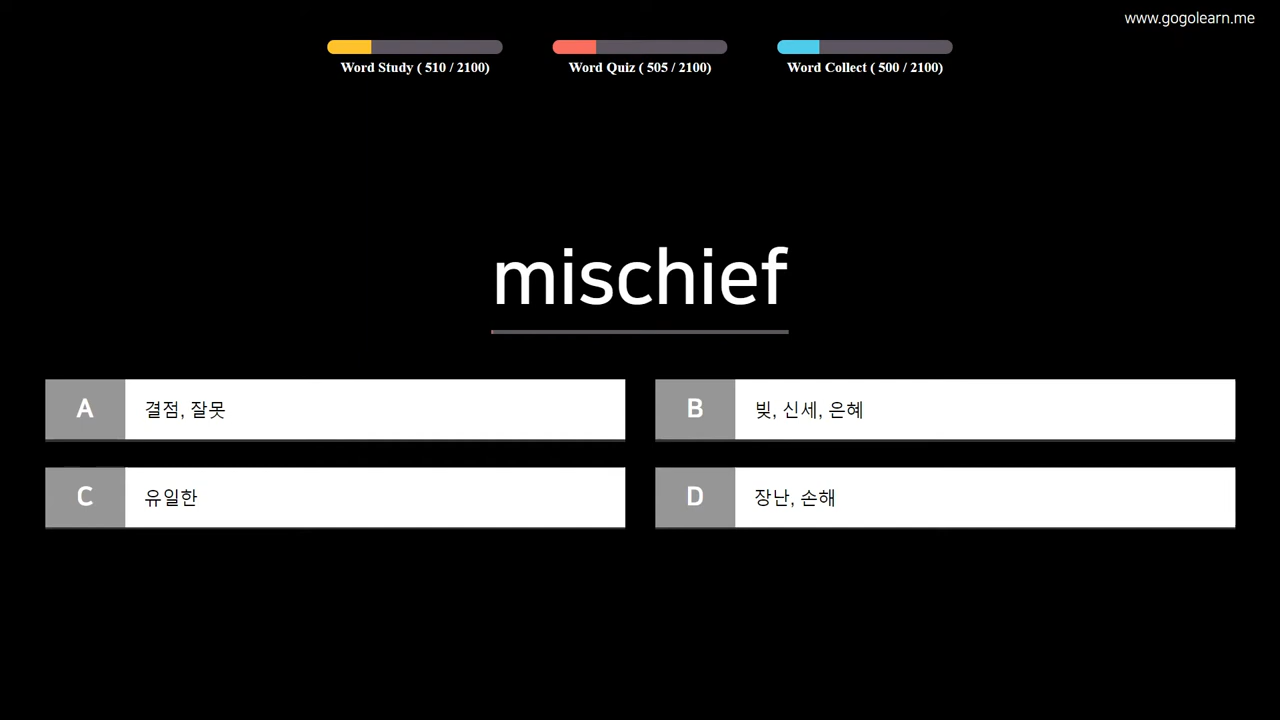 www.gogolearn.me
Word Study ( 510 / 2100)
Word Quiz ( 505 / 2100)
Word Collect ( 500 / 2100)
mischief
A 결점, 잘못
B 빚, 신세, 은혜
C 유일한
D 장난, 손해